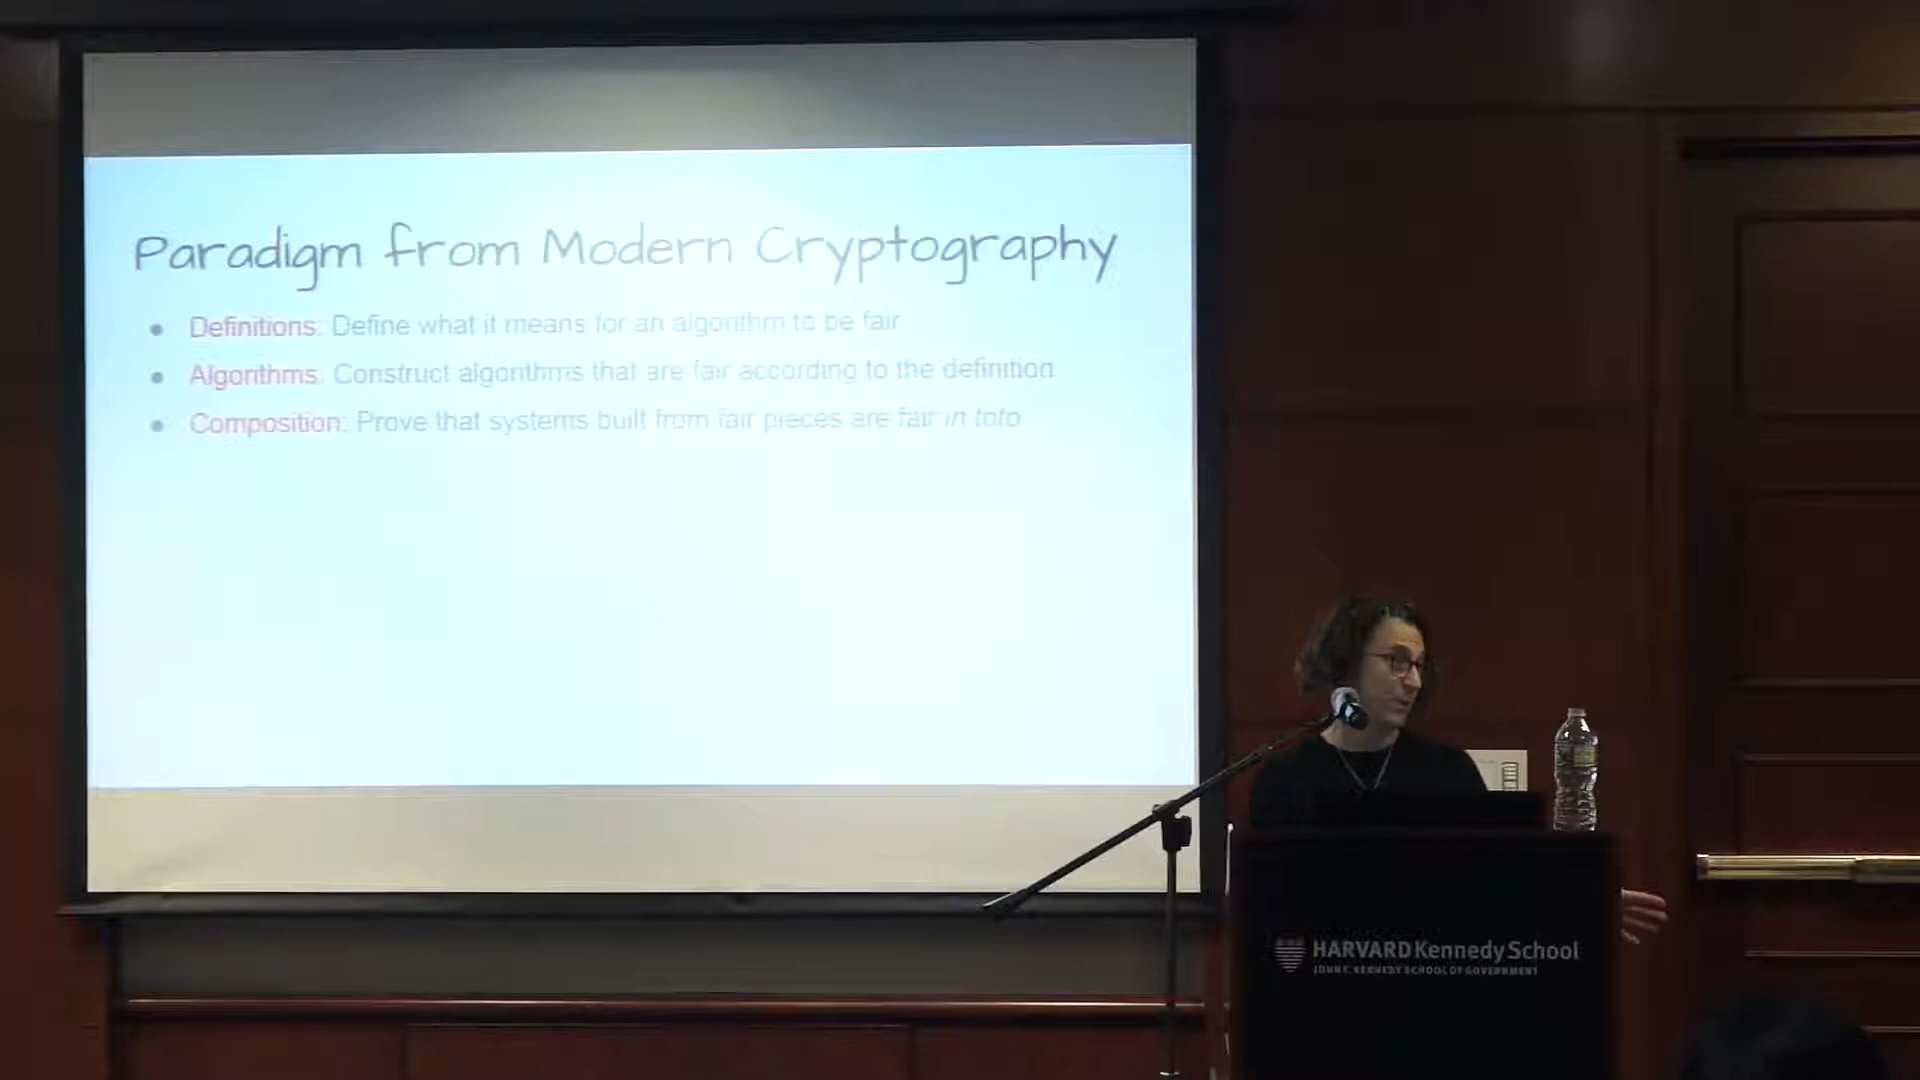 Paradigm from Modern Cryptography
Definitions: Define what it means for an algorithm to be fair
Algorithms: Construct algorithms that are fair according to the definition
Composition: Prove that systems built from fair pieces are fair in toto
HARVARD Kennedy School
JOHN F. KENNEDY SCHOOL OF GOVERNMENT